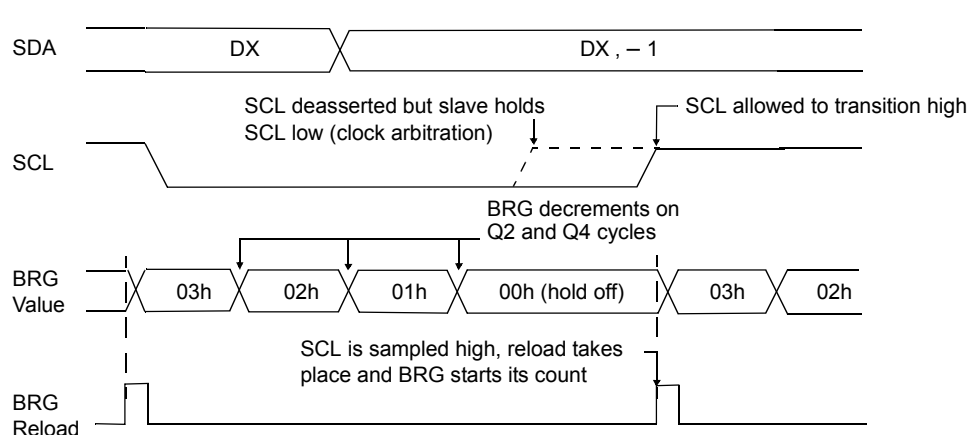 SDA
DX
DX , – 1
SCL deasserted but slave holds
SCL low (clock arbitration)
SCL allowed to transition high
SCL
BRG decrements on
Q2 and Q4 cycles
BRG
Value
03h
02h
01h
00h (hold off)
03h
02h
SCL is sampled high, reload takes
place and BRG starts its count
BRG
Reload